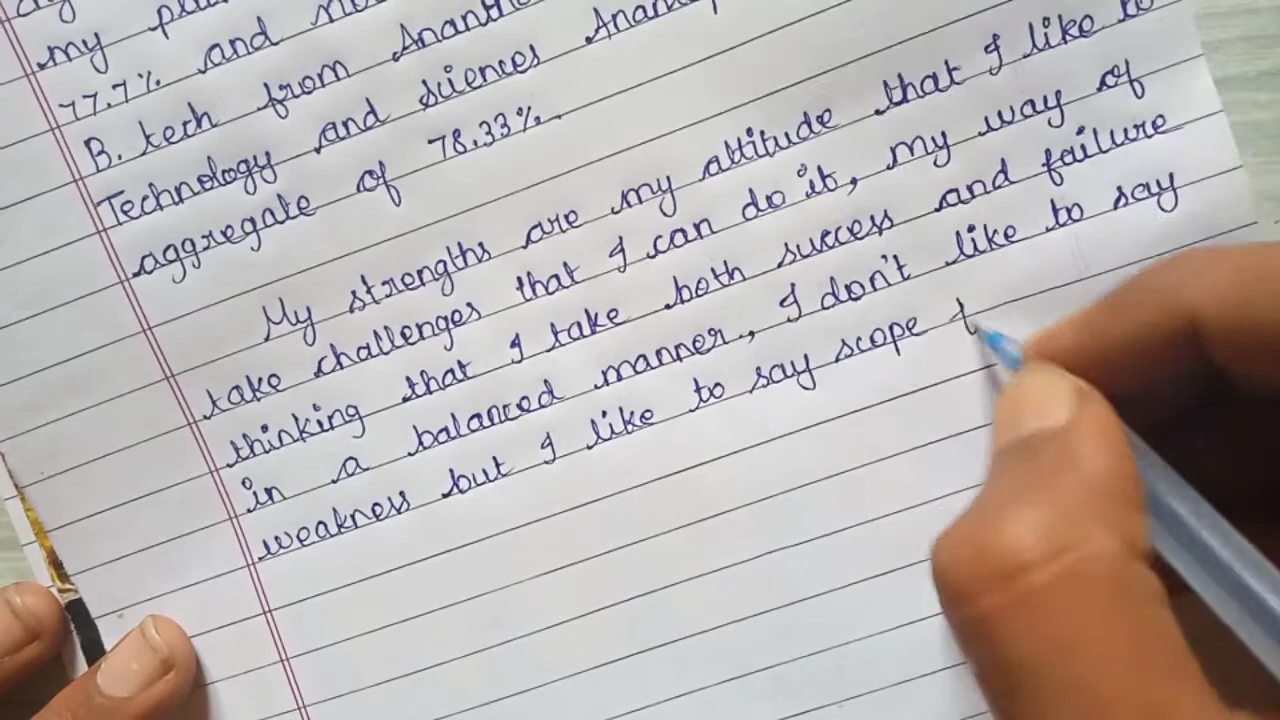 my
77.7% and
B. tech from Anantha
Technology and sciences
aggregate of 78.33%.
My strengths are my attitude that I like to
take challenges that I can do it, my way of
thinking that I take both success and failure
in a balanced manner, I don't like to say
weakness but I like to say scope